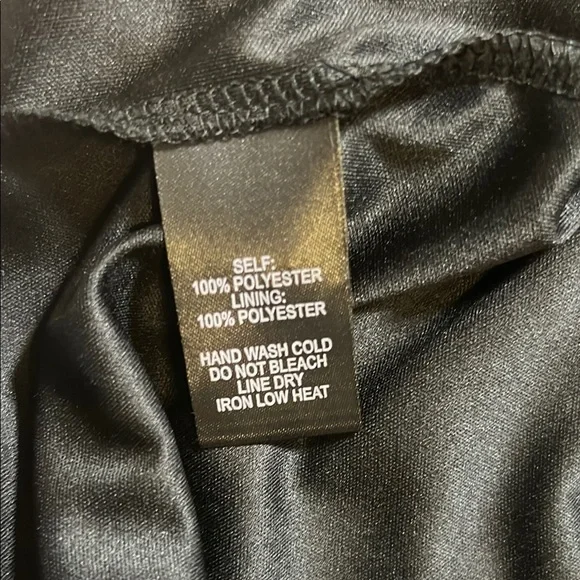 SELF:
100% POLYESTER
LINING:
100% POLYESTER
HAND WASH COLD
DO NOT BLEACH
LINE DRY
IRON LOW HEAT